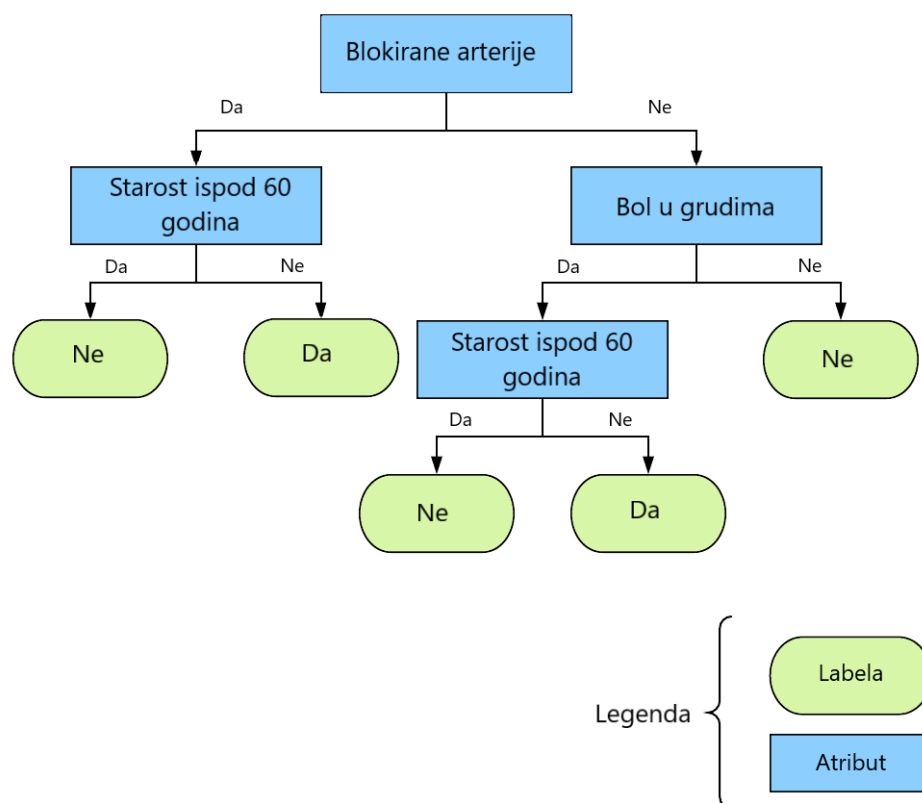 Blokirane arterije
Da
Ne
Starost ispod 60
godina
Bol u grudima
Da
Ne
Da
Ne
Ne
Da
Starost ispod 60
godina
Ne
Da
Ne
Ne
Da
Labela
Legenda
Atribut